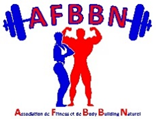 AFBBN
Association de Fitness et de Body Building Naturel